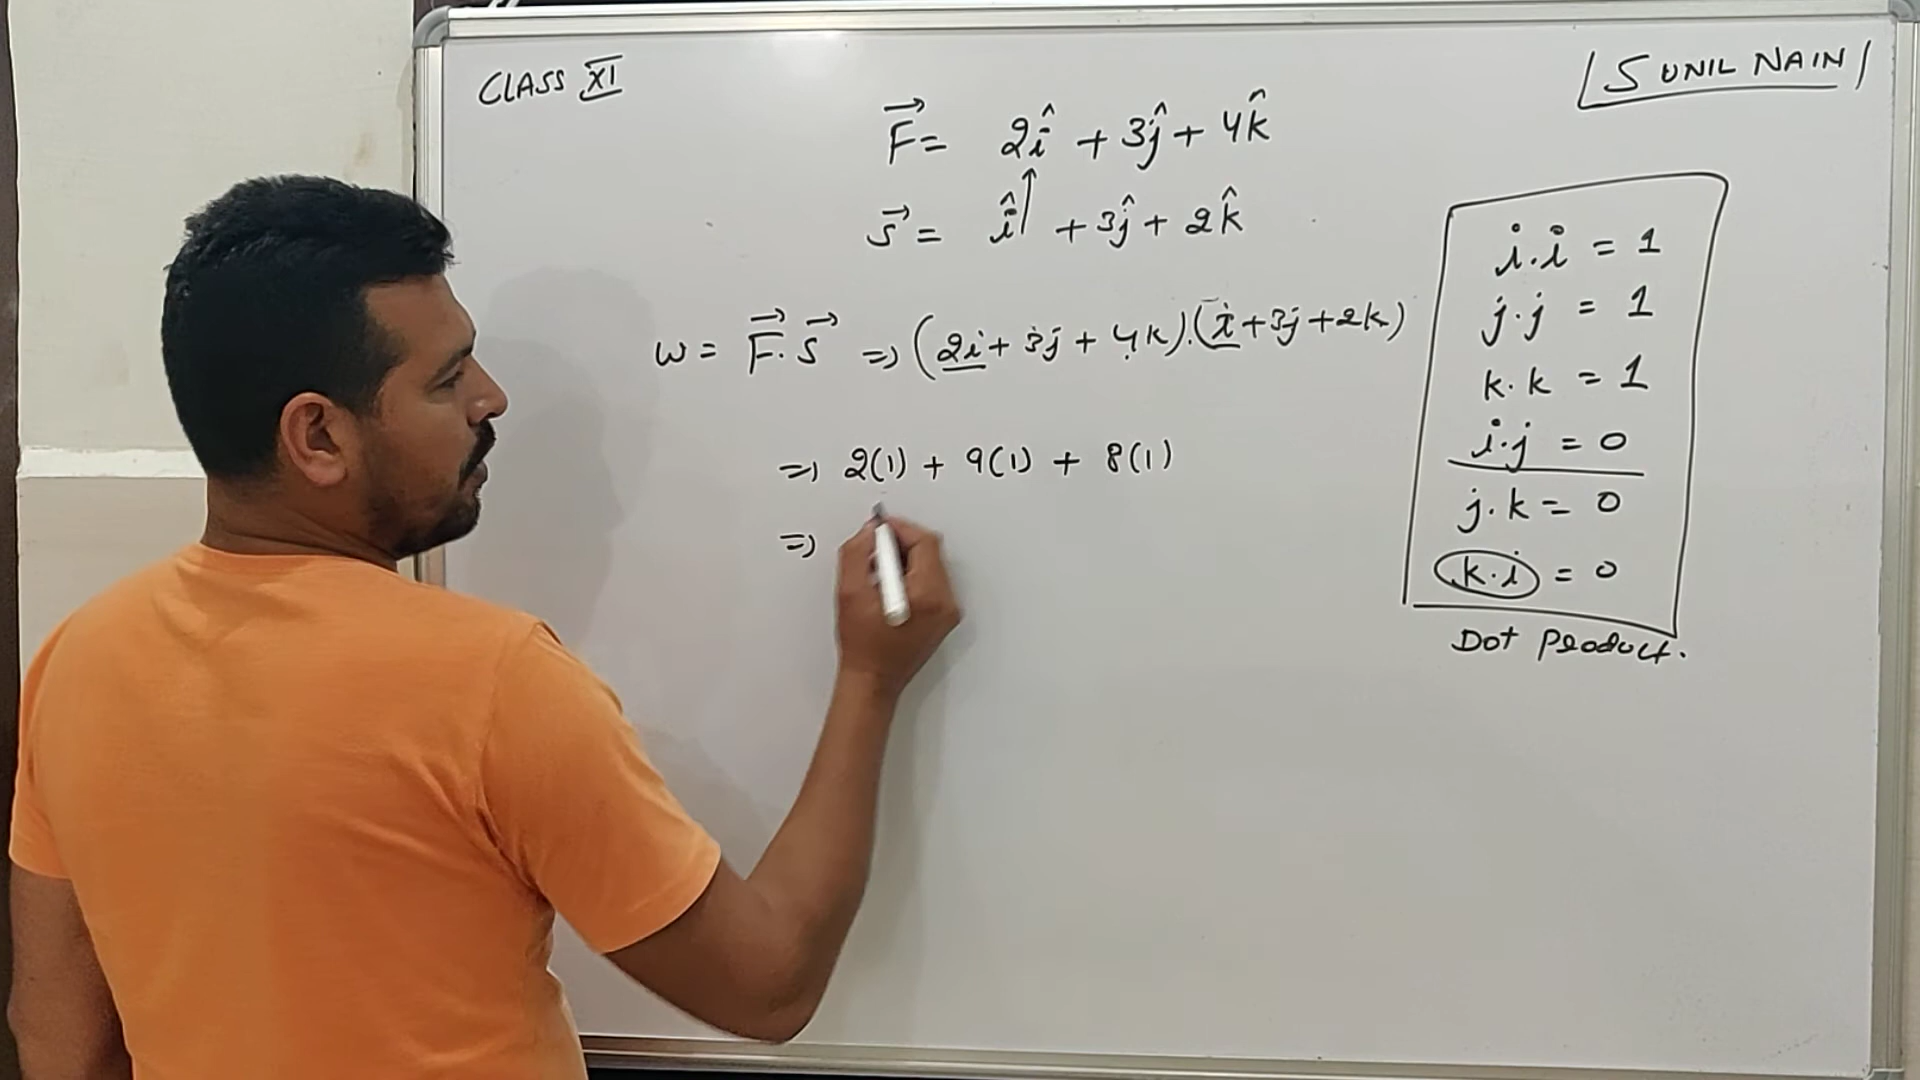 CLASS XI
SUNIL NAIN
F⃗ = 2î + 3ĵ + 4k̂
s⃗ = î + 3ĵ + 2k̂
w = F⃗.s⃗ => (2i + 3j + 4k).(i + 3j + 2k)
=> 2(1) + 9(1) + 8(1)
=>
i.i = 1
j.j = 1
k.k = 1
i.j = 0
j.k = 0
k.i = 0
Dot Product.